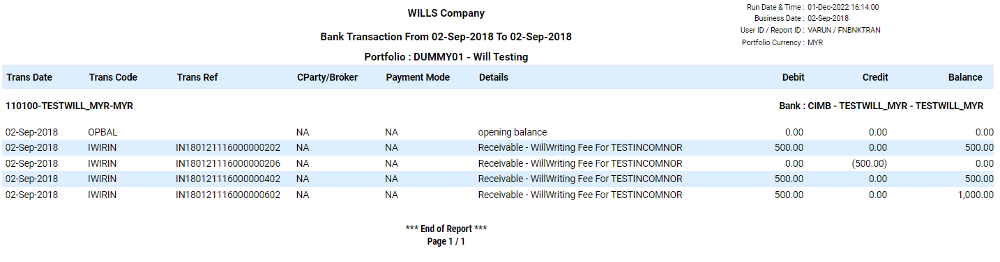 WILLS Company
Run Date & Time : 01-Dec-2022 16:14:00
Business Date : 02-Sep-2018
User ID / Report ID : VARUN / FNBNKTRAN
Portfolio Currency : MYR
Bank Transaction From 02-Sep-2018 To 02-Sep-2018
Portfolio : DUMMY01 - Will Testing
Trans Date Trans Code Trans Ref CParty/Broker Payment Mode Details Debit Credit Balance
110100-TESTWILL_MYR-MYR Bank : CIMB - TESTWILL_MYR - TESTWILL_MYR
02-Sep-2018 OPBAL NA NA opening balance 0.00 0.00 0.00
02-Sep-2018 IWIRIN IN180121116000000202 NA NA Receivable - WillWriting Fee For TESTINCOMNOR 500.00 0.00 500.00
02-Sep-2018 IWIRIN IN180121116000000206 NA NA Receivable - WillWriting Fee For TESTINCOMNOR 0.00 (500.00) 0.00
02-Sep-2018 IWIRIN IN180121116000000402 NA NA Receivable - WillWriting Fee For TESTINCOMNOR 500.00 0.00 500.00
02-Sep-2018 IWIRIN IN180121116000000602 NA NA Receivable - WillWriting Fee For TESTINCOMNOR 500.00 0.00 1,000.00
*** End of Report ***
Page 1 / 1